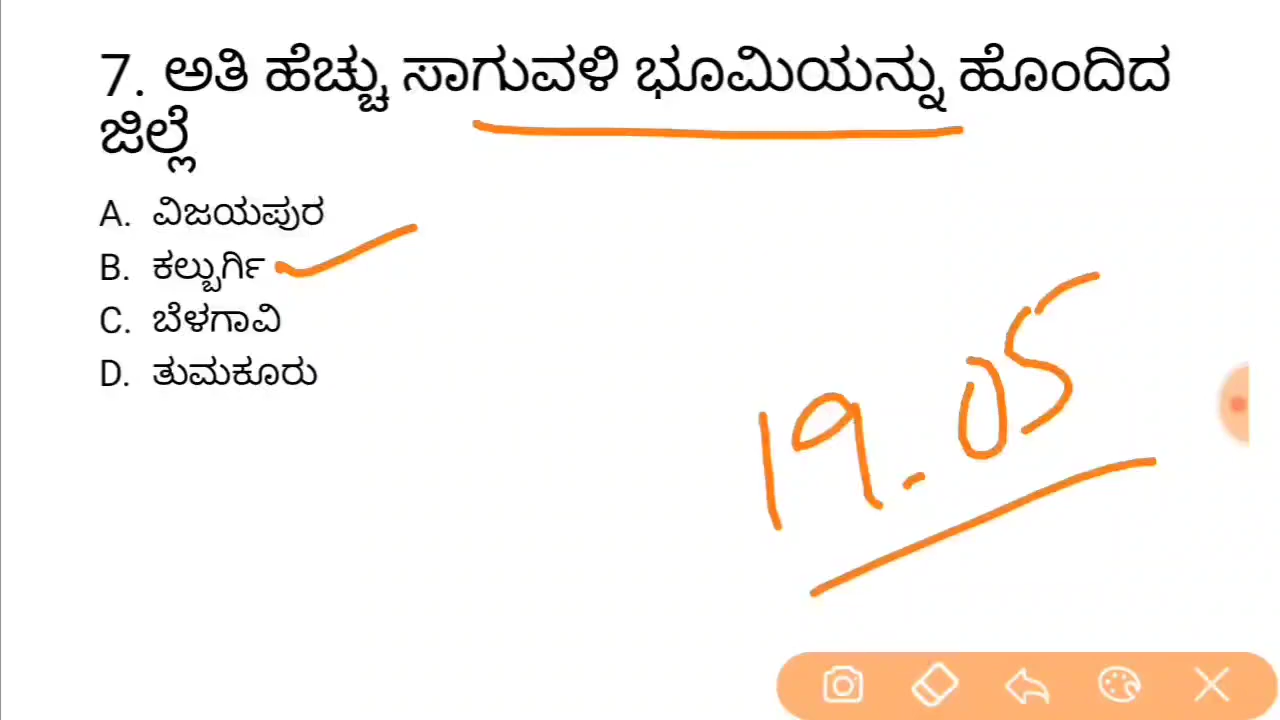 7. ಅತಿ ಹೆಚ್ಚು ಸಾಗುವಳಿ ಭೂಮಿಯನ್ನು ಹೊಂದಿದ
ಜಿಲ್ಲೆ
A. ವಿಜಯಪುರ
B. ಕಲ್ಬುರ್ಗಿ
C. ಬೆಳಗಾವಿ
D. ತುಮಕೂರು
19.05